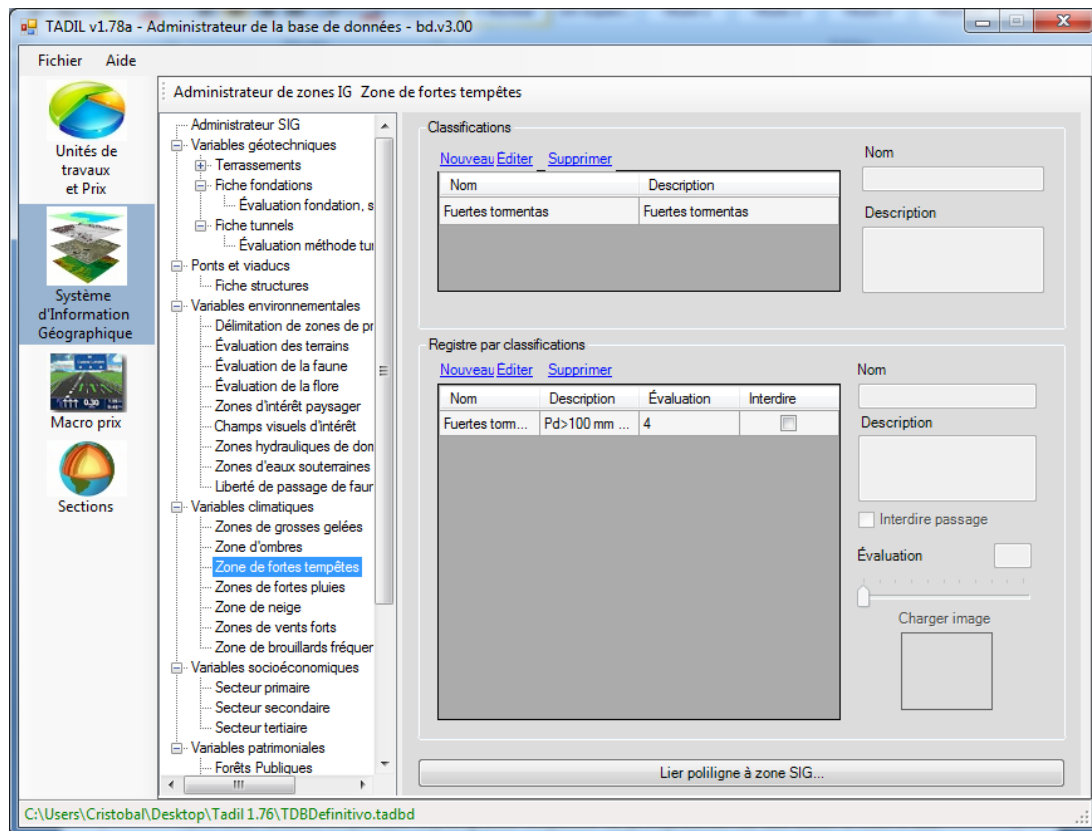 TADIL v1.78a - Administrateur de la base de données - bd.v3.00
Fichier Aide
Unités de
travaux
et Prix
Système
d'Information
Géographique
Macro prix
Sections
Administrateur de zones IG Zone de fortes tempêtes
Administrateur SIG
Variables géotechniques
Terrassements
Fiche fondations
Évaluation fondation, s
Fiche tunnels
Évaluation méthode tu
Ponts et viaducs
Fiche structures
Variables environnementales
Délimitation de zones de pr
Évaluation des terrains
Évaluation de la faune
Évaluation de la flore
Zones d'intérêt paysager
Champs visuels d'intérêt
Zones hydrauliques de don
Zones d'eaux souterraines
Liberté de passage de faur
Variables climatiques
Zones de grosses gelées
Zone d'ombres
Zone de fortes tempêtes
Zones de fortes pluies
Zone de neige
Zones de vents forts
Zone de brouillards fréquer
Variables socioéconomiques
Secteur primaire
Secteur secondaire
Secteur tertiaire
Variables patrimoniales
Forêts Publiques
Classifications
Nouveau Éditer Supprimer
Nom Description
Fuertes tormentas Fuertes tormentas
Nom
Description
Registre par classifications
Nouveau Éditer Supprimer
Nom Description Évaluation Interdire
Fuertes torm... Pd>100 mm ... 4
Nom
Description
Interdire passage
Évaluation
Charger image
Lier poliligne à zone SIG...
C:\Users\Cristobal\Desktop\Tadil 1.76\TDBDefinitivo.tadbd